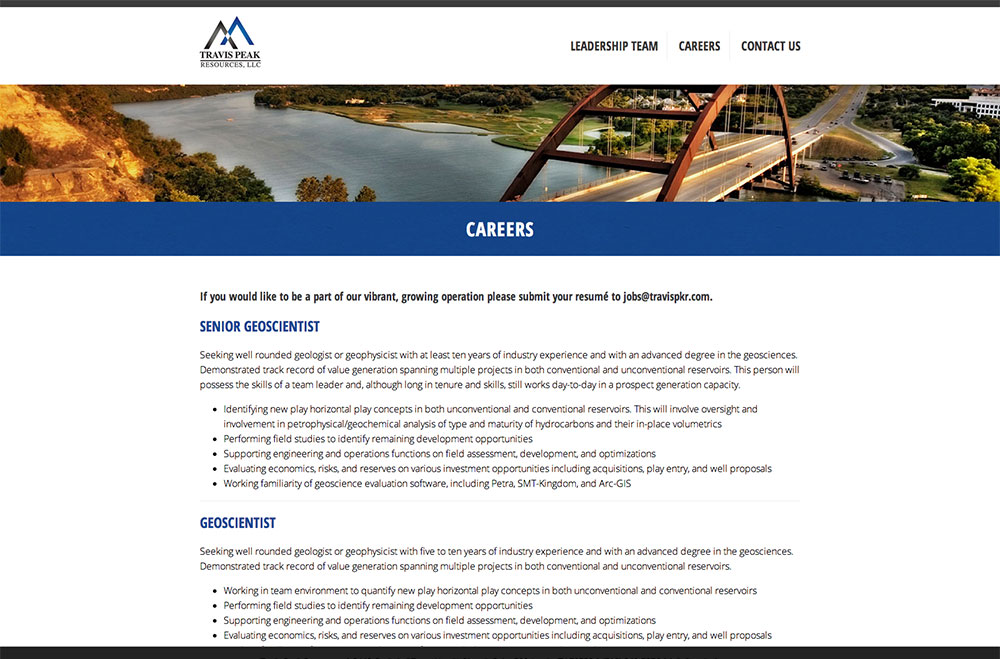 TRAVIS PEAK
RESOURCES, LLC
LEADERSHIP TEAM
CAREERS
CONTACT US
CAREERS
If you would like to be a part of our vibrant, growing operation please submit your resumé to jobs@travispkr.com.
SENIOR GEOSCIENTIST
Seeking well rounded geologist or geophysicist with at least ten years of industry experience and with an advanced degree in the geosciences.
Demonstrated track record of value generation spanning multiple projects in both conventional and unconventional reservoirs. This person will
possess the skills of a team leader and, although long in tenure and skills, still works day-to-day in a prospect generation capacity.
• Identifying new play horizontal play concepts in both unconventional and conventional reservoirs. This will involve oversight and
involvement in petrophysical/geochemical analysis of type and maturity of hydrocarbons and their in-place volumetrics
• Performing field studies to identify remaining development opportunities
• Supporting engineering and operations functions on field assessment, development, and optimizations
• Evaluating economics, risks, and reserves on various investment opportunities including acquisitions, play entry, and well proposals
• Working familiarity of geoscience evaluation software, including Petra, SMT-Kingdom, and Arc-GIS
GEOSCIENTIST
Seeking well rounded geologist or geophysicist with five to ten years of industry experience and with an advanced degree in the geosciences.
Demonstrated track record of value generation spanning multiple projects in both conventional and unconventional reservoirs.
• Working in team environment to quantify new play horizontal play concepts in both unconventional and conventional reservoirs
• Performing field studies to identify remaining development opportunities
• Supporting engineering and operations functions on field assessment, development, and optimizations
• Evaluating economics, risks, and reserves on various investment opportunities including acquisitions, play entry, and well proposals